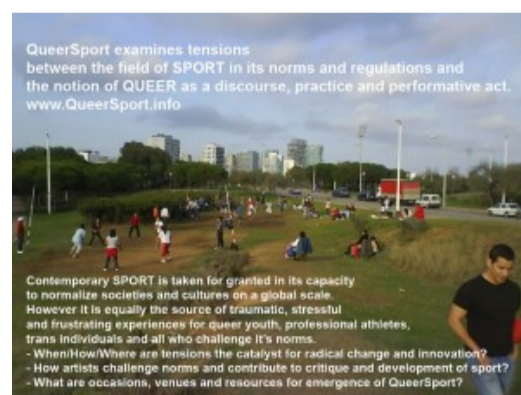 QueerSport examines tensions
between the field of SPORT in its norms and regulations and
the notion of QUEER as a discourse, practice and performative act.
www.QueerSport.info
Contemporary SPORT is taken for granted in its capacity
to normalize societies and cultures on a global scale.
However it is equally the source of traumatic, stressful
and frustrating experiences for queer youth, professional athletes,
trans individuals and all who challenge it's norms.
- When/How/Where are tensions the catalyst for radical change and innovation?
- How artists challenge norms and contribute to critique and development of sport?
- What are occasions, venues and resources for emergence of QueerSport?